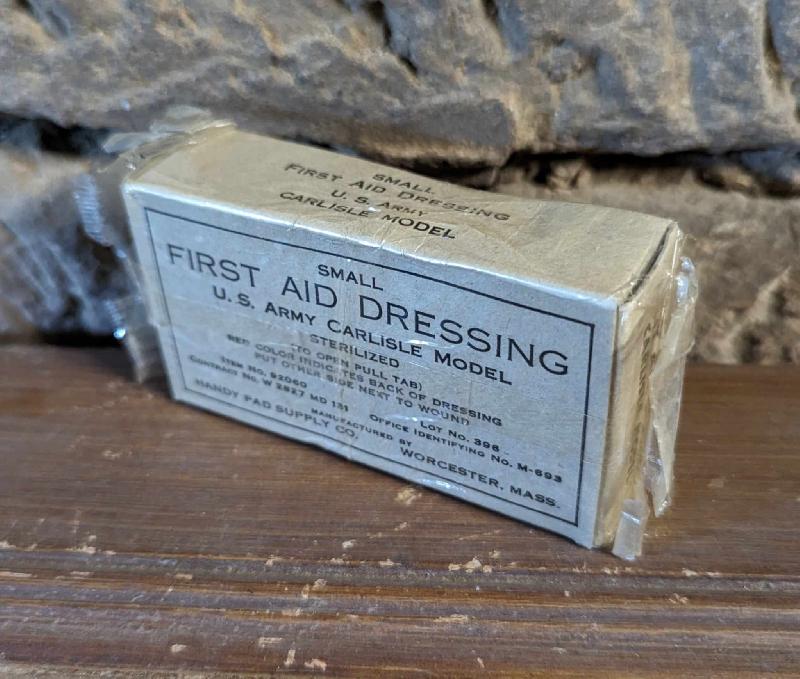 SMALL
FIRST AID DRESSING
U. S. ARMY
CARLISLE MODEL
SMALL
FIRST AID DRESSING
U. S. ARMY CARLISLE MODEL
STERILIZED
(TO OPEN PULL TAB)
RED COLOR INDICATES BACK OF DRESSING
PUT OTHER SIDE NEXT TO WOUND
ITEM NO. 92060 LOT NO. 396
CONTRACT NO. W 2827 MD 131 OFFICE IDENTIFYING NO. M-693
MANUFACTURED BY
HANDY PAD SUPPLY CO. WORCESTER, MASS.